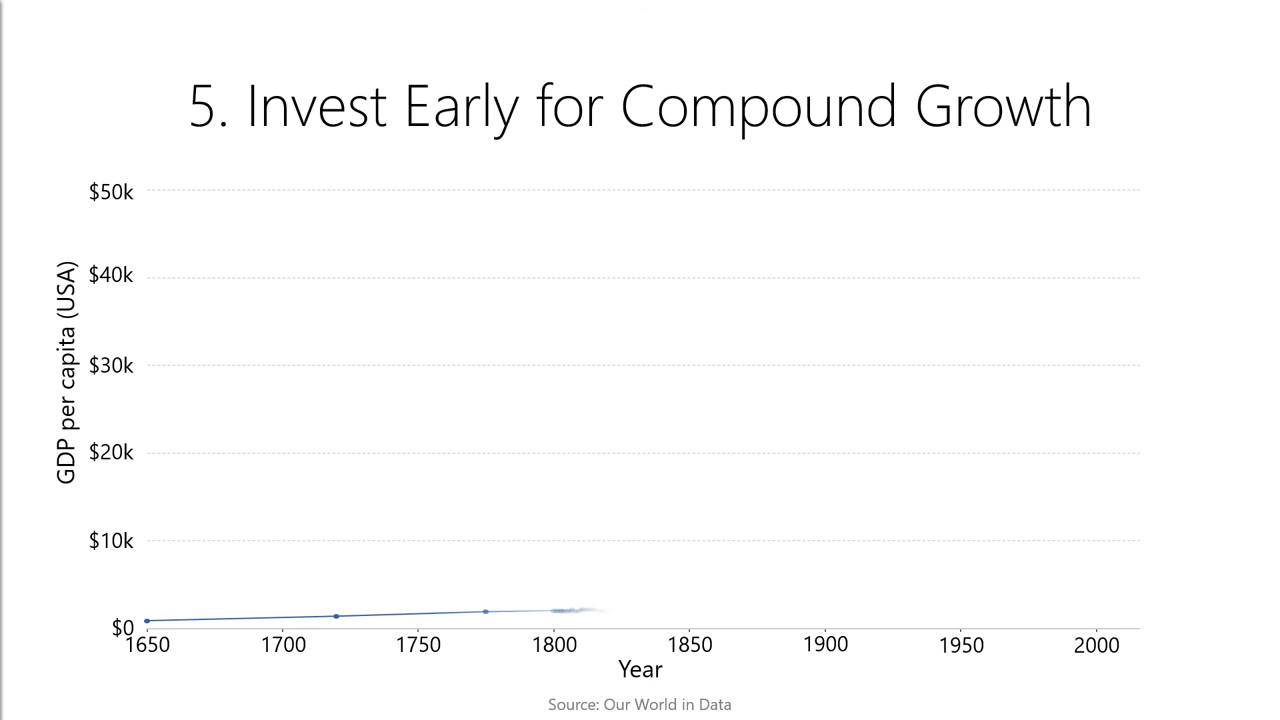 5. Invest Early for Compound Growth
$50k
$40k
$30k
$20k
$10k
$0
GDP per capita (USA)
1650 1700 1750 1800 1850 1900 1950 2000
Year
Source: Our World in Data